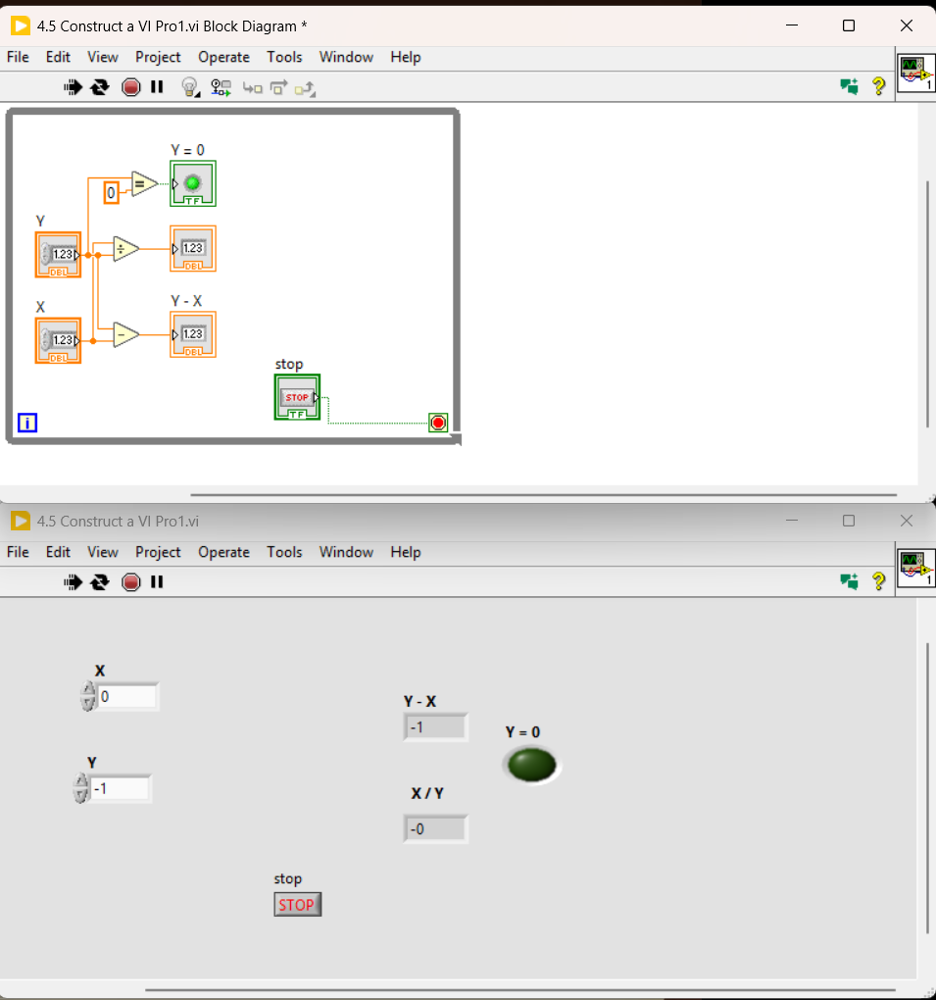 4.5 Construct a VI Pro1.vi Block Diagram *
File Edit View Project Operate Tools Window Help
1
Y = 0
0
=
TF
Y
1.23
DBL
÷
1.23
DBL
X
1.23
DBL
Y - X
-
1.23
DBL
stop
STOP
TF
i
4.5 Construct a VI Pro1.vi
File Edit View Project Operate Tools Window Help
1
X
0
Y - X
-1
Y = 0
Y
-1
X / Y
-0
stop
STOP